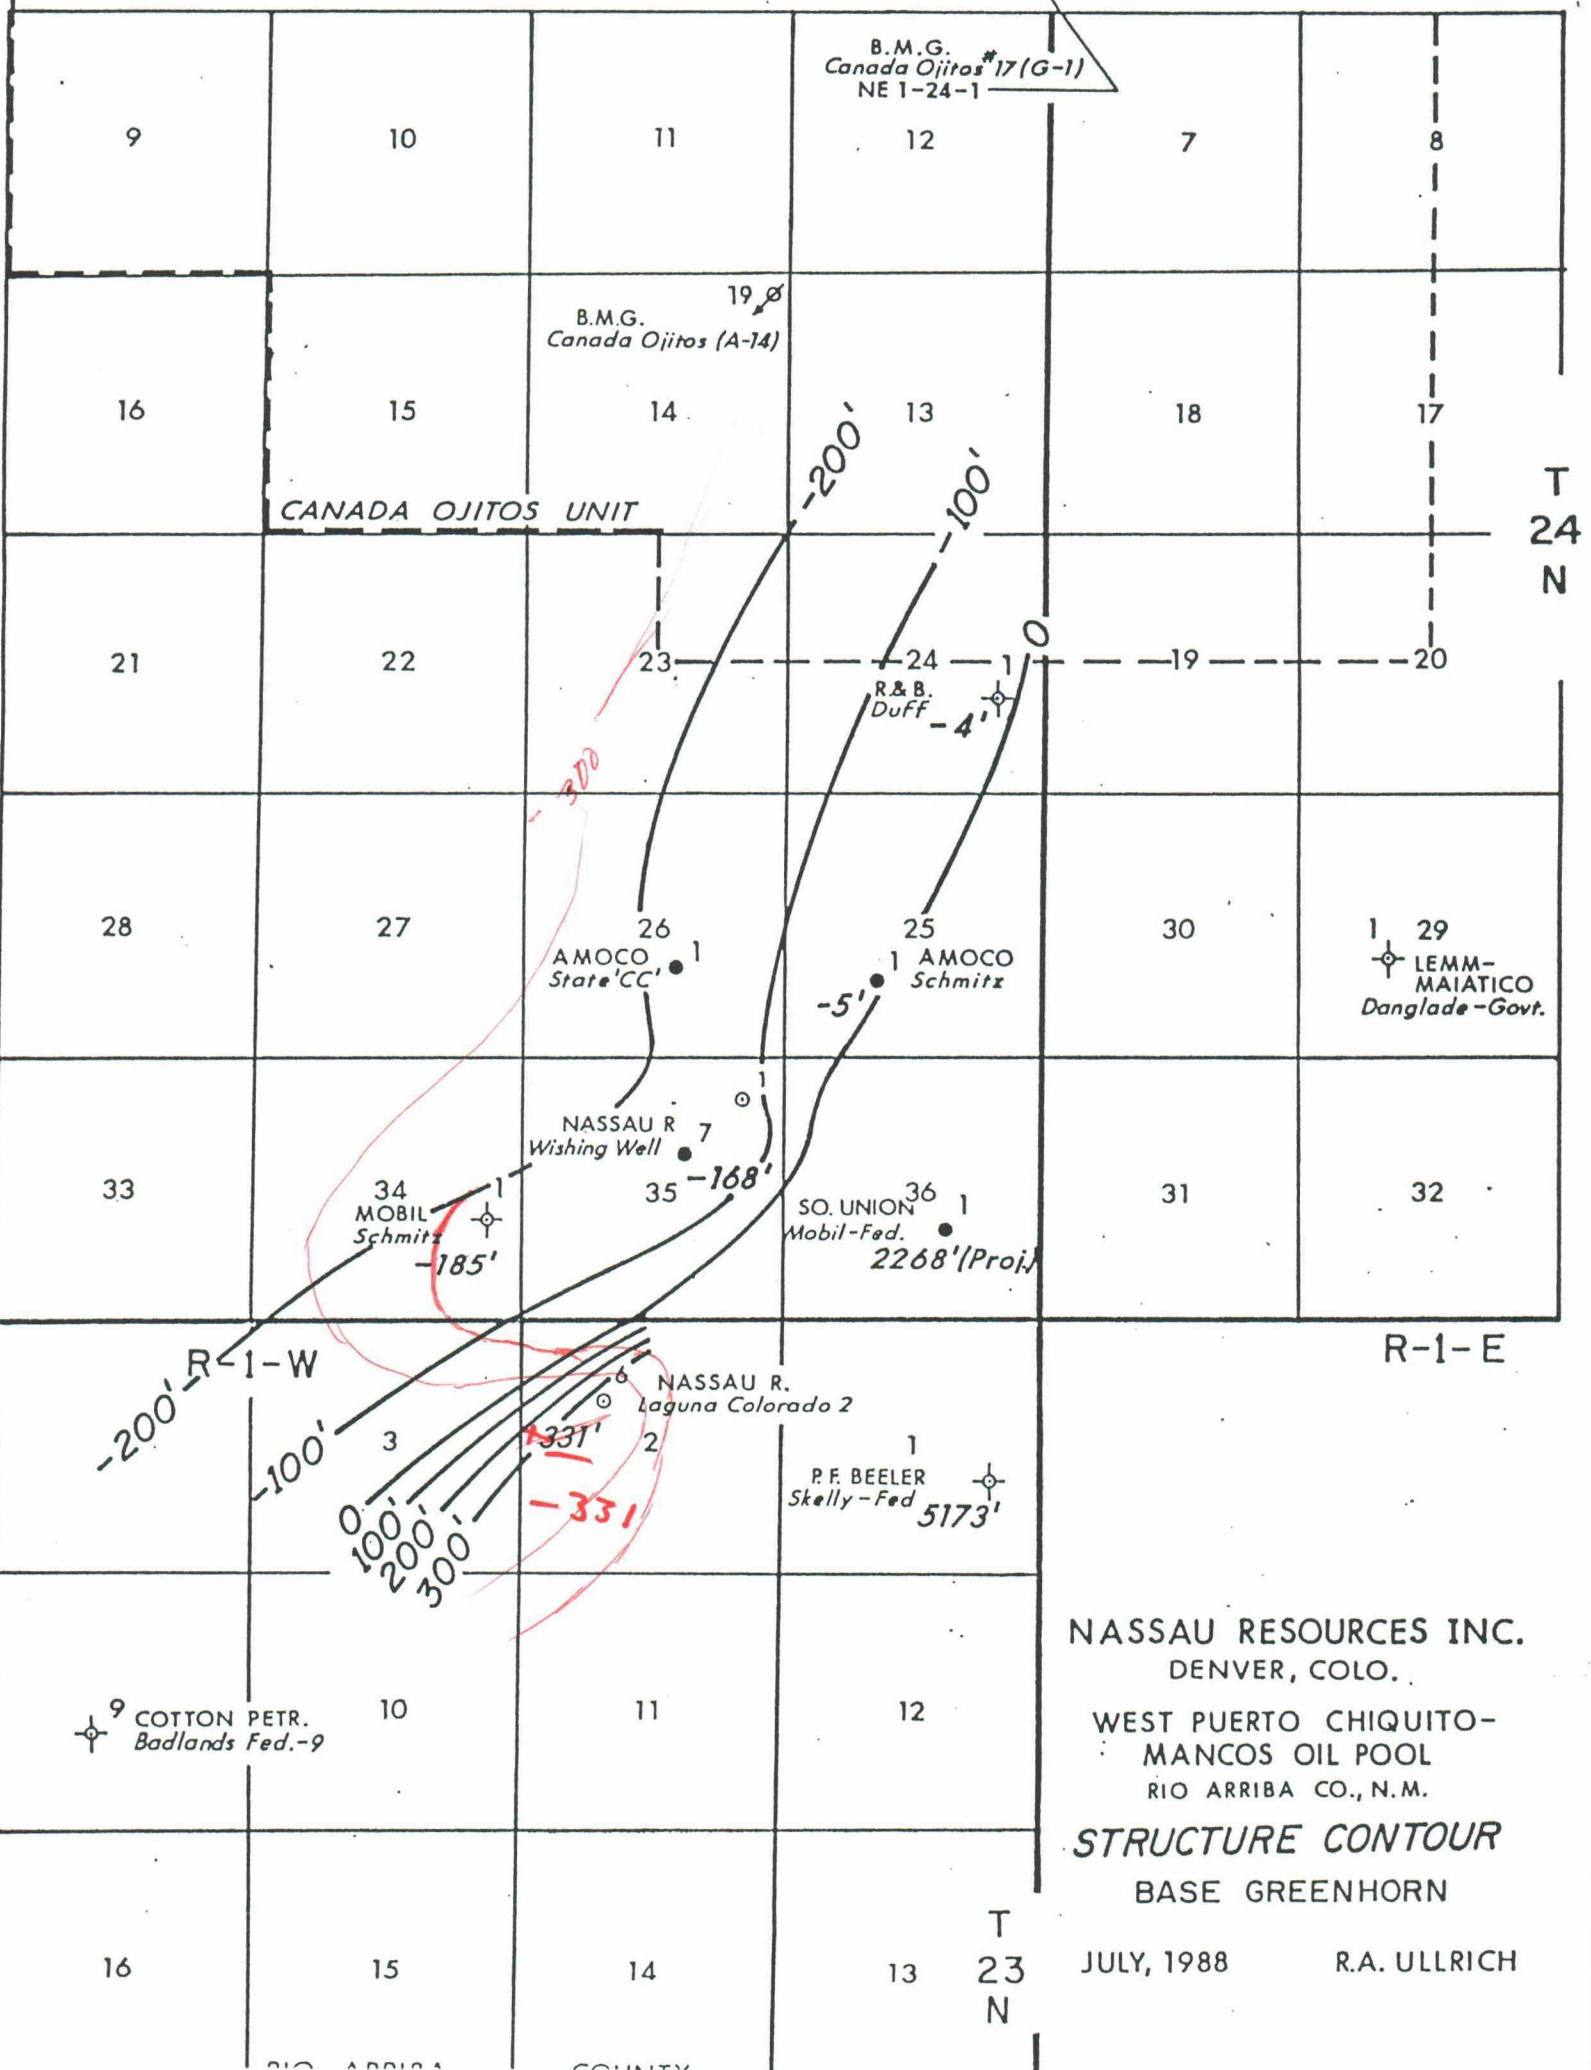 B.M.G.
Canada Ojitos #17 (G-1)
NE 1-24-1
9
10
11
12
7
8
19
B.M.G.
Canada Ojitos (A-14)
16
15
14
13
18
17
-200'
-100'
T
24
N
CANADA OJITOS UNIT
0
21
22
23
24
1
19
20
R.& B.
Duff
-4'
-300
28
27
26
25
30
1 29
AMOCO 1
State 'CC'
1 AMOCO
Schmitz
-5'
LEMM-
MAIATICO
Danglade-Govt.
1
NASSAU R 7
Wishing Well
-168'
33
34
1
35
36
31
32
MOBIL
Schmitz
-185'
SO. UNION 1
Mobil-Fed.
2268' (Proj.)
R-1-W
R-1-E
6 NASSAU R.
Laguna Colorado 2
-200'
-100'
3
+331'
2
1
-331
P.F. BEELER
Skelly-Fed
5173'
0
100'
200'
300'
NASSAU RESOURCES INC.
DENVER, COLO.
9 COTTON PETR.
Badlands Fed.-9
10
11
12
WEST PUERTO CHIQUITO-
MANCOS OIL POOL
RIO ARRIBA CO., N.M.
STRUCTURE CONTOUR
BASE GREENHORN
T
23
N
16
15
14
13
JULY, 1988 R.A. ULLRICH